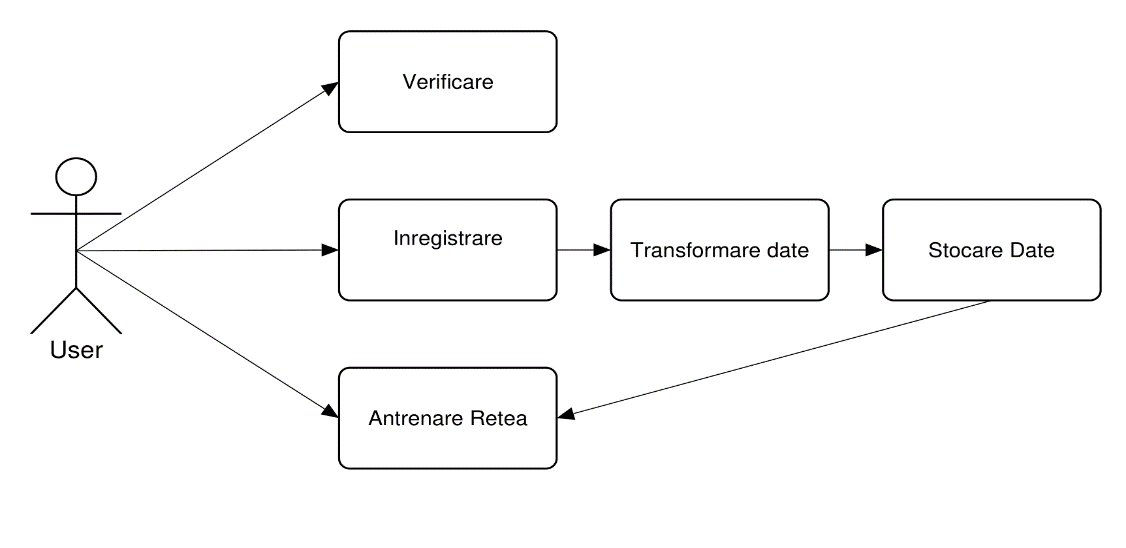 Verificare
Inregistrare
Transformare date
Stocare Date
User
Antrenare Retea